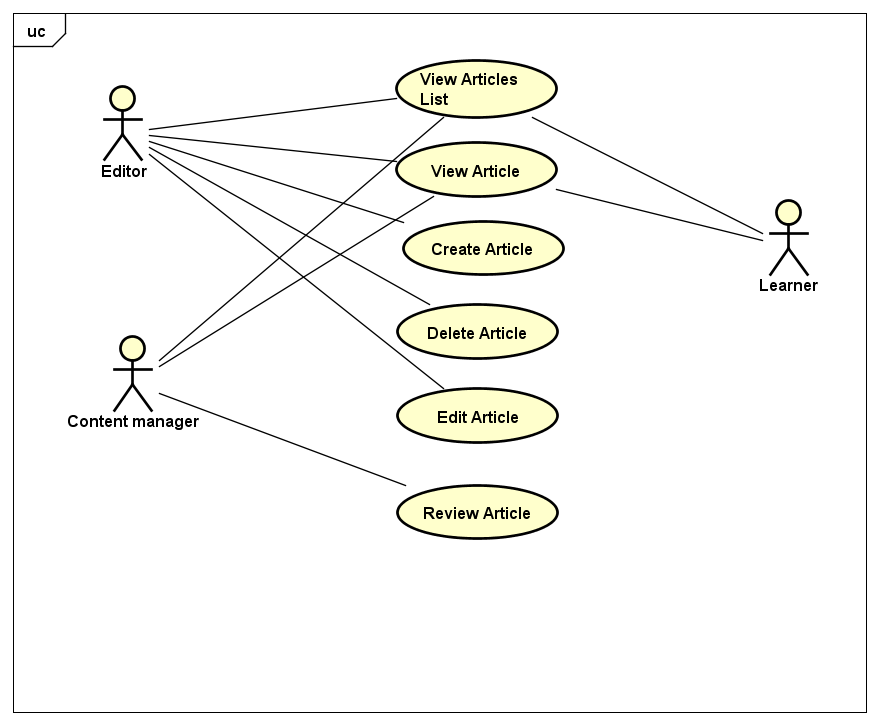 uc
View Articles
List
Editor
View Article
Create Article
Learner
Delete Article
Content manager
Edit Article
Review Article